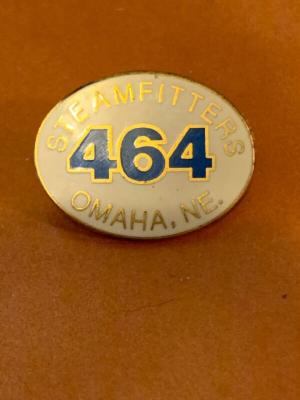 STEAMFITTERS
464
OMAHA, NE.